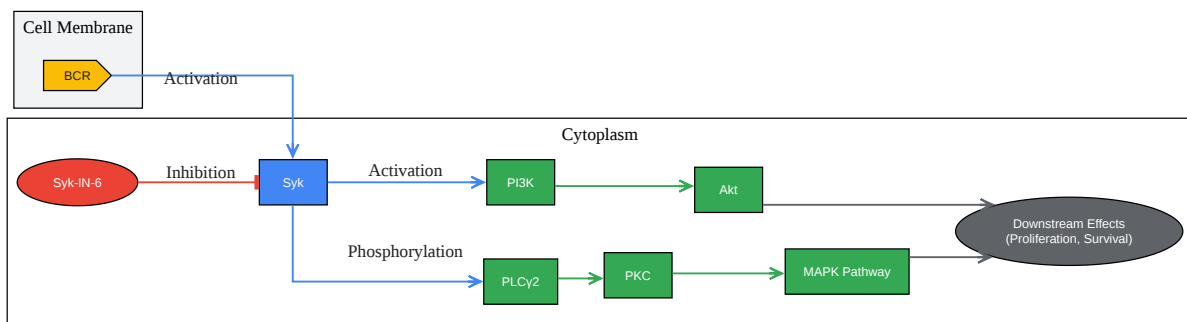 Cell Membrane
BCR
Activation
Cytoplasm
Syk-IN-6
Inhibition
Syk
Activation
PI3K
Akt
Downstream Effects
(Proliferation, Survival)
Phosphorylation
PLCγ2
PKC
MAPK Pathway